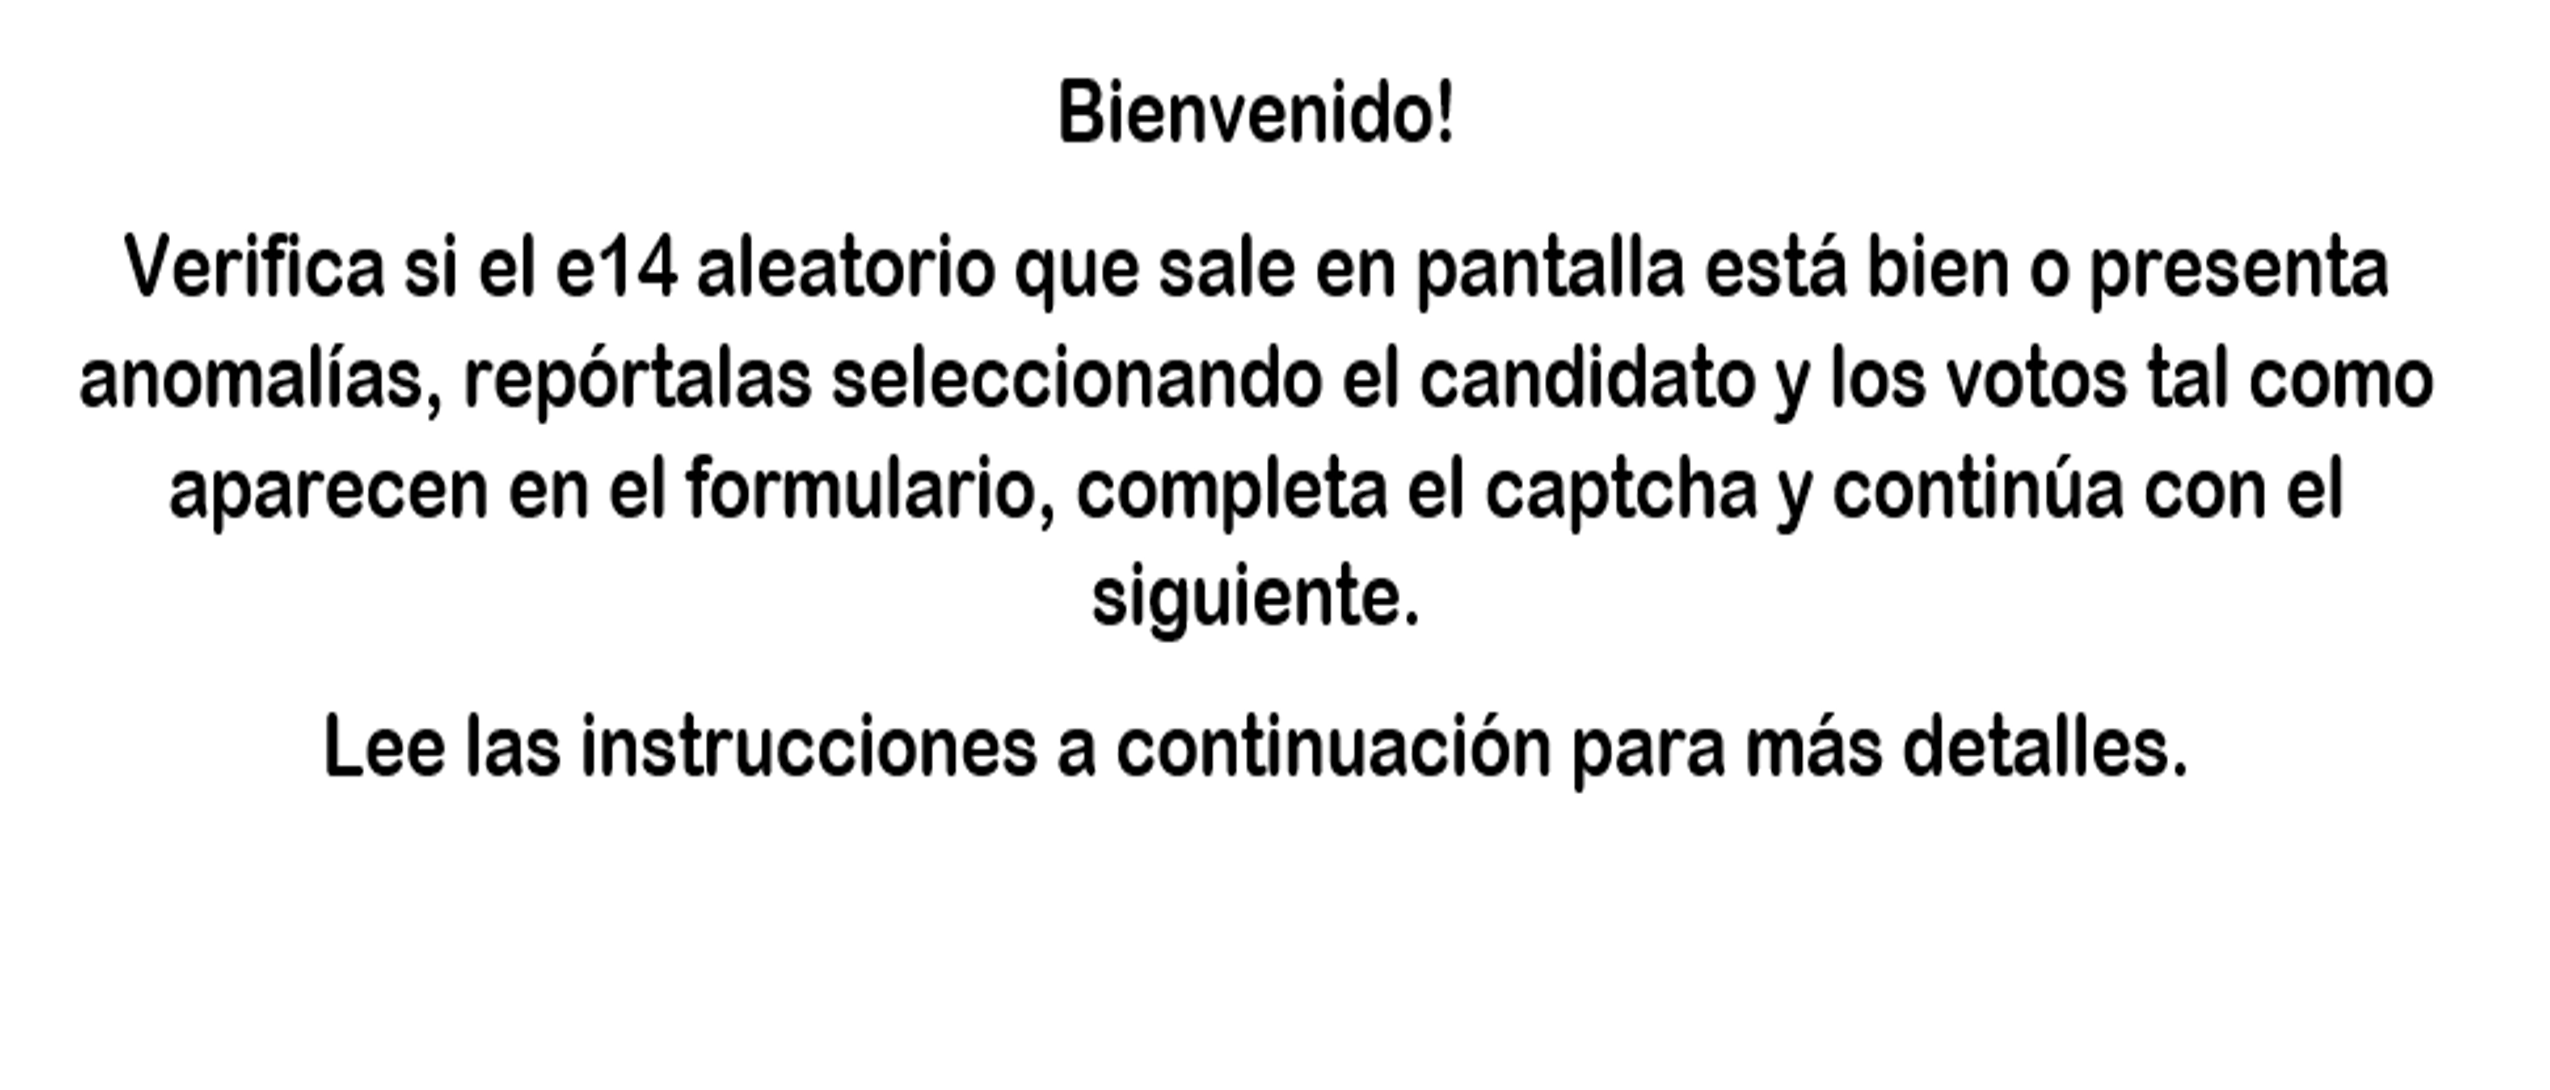 Bienvenido!
Verifica si el e14 aleatorio que sale en pantalla está bien o presenta
anomalías, repórtalas seleccionando el candidato y los votos tal como
aparecen en el formulario, completa el captcha y continúa con el
siguiente.
Lee las instrucciones a continuación para más detalles.